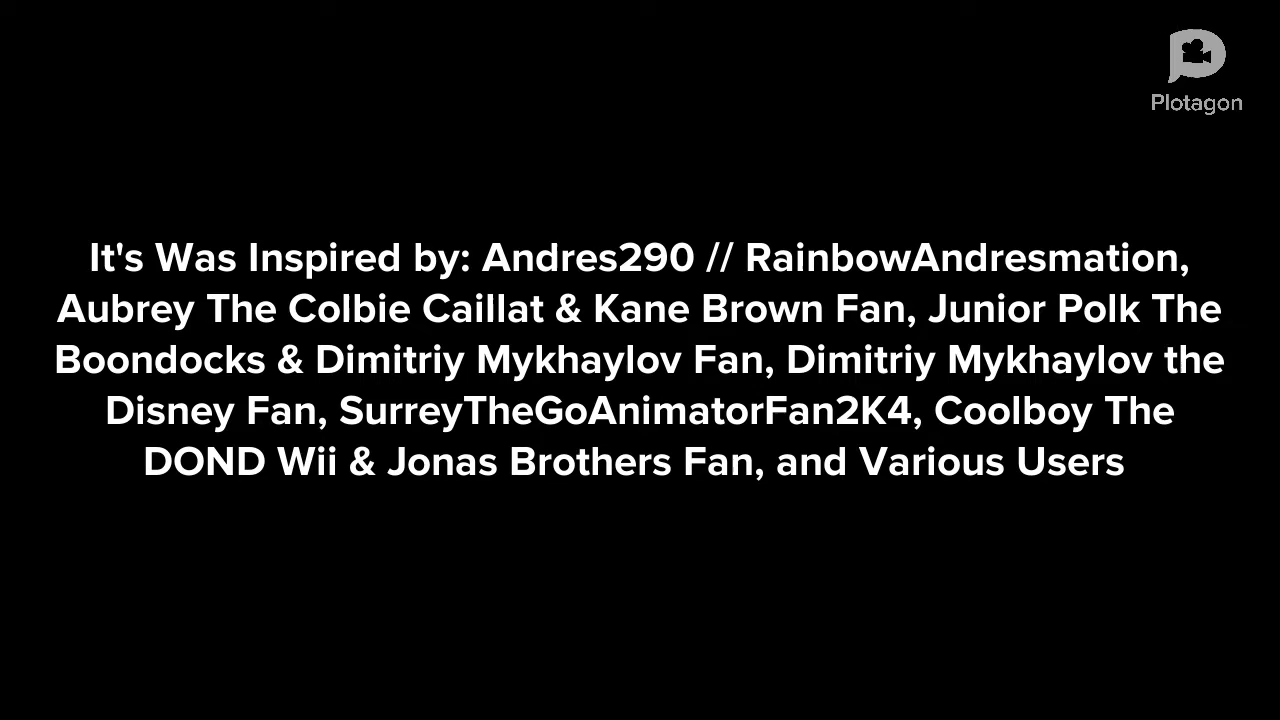 Plotagon
It's Was Inspired by: Andres290 // RainbowAndresmation,
Aubrey The Colbie Caillat & Kane Brown Fan, Junior Polk The
Boondocks & Dimitriy Mykhaylov Fan, Dimitriy Mykhaylov the
Disney Fan, SurreyTheGoAnimatorFan2K4, Coolboy The
DOND Wii & Jonas Brothers Fan, and Various Users